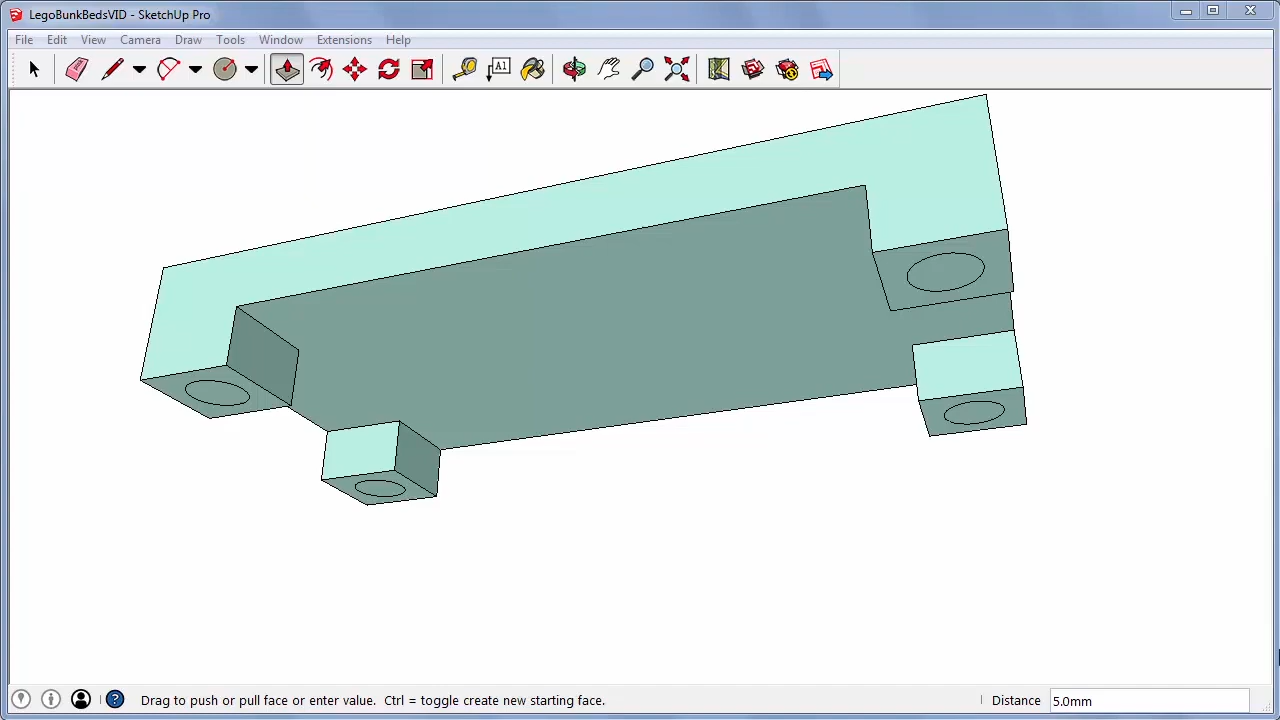 LegoBunkBedsVID - SketchUp Pro
File Edit View Camera Draw Tools Window Extensions Help
A1
Drag to push or pull face or enter value. Ctrl = toggle create new starting face. Distance 5.0mm